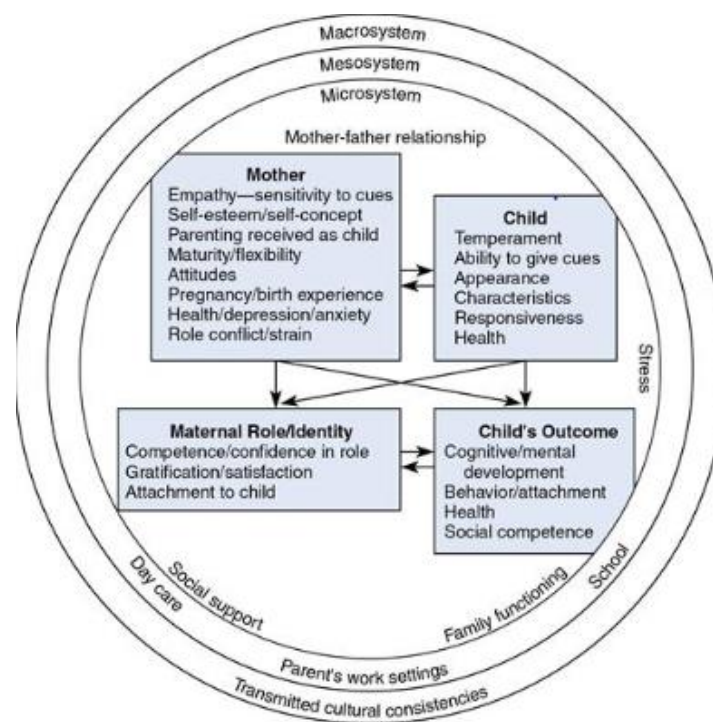 Macrosystem
Mesosystem
Microsystem
Mother-father relationship
Mother
Empathy—sensitivity to cues
Self-esteem/self-concept
Parenting received as child
Maturity/flexibility
Attitudes
Pregnancy/birth experience
Health/depression/anxiety
Role conflict/strain
Child
Temperament
Ability to give cues
Appearance
Characteristics
Responsiveness
Health
Stress
Maternal Role/Identity
Competence/confidence in role
Gratification/satisfaction
Attachment to child
Child's Outcome
Cognitive/mental
development
Behavior/attachment
Health
Social competence
Social support
Family functioning
Day care
School
Parent's work settings
Transmitted cultural consistencies